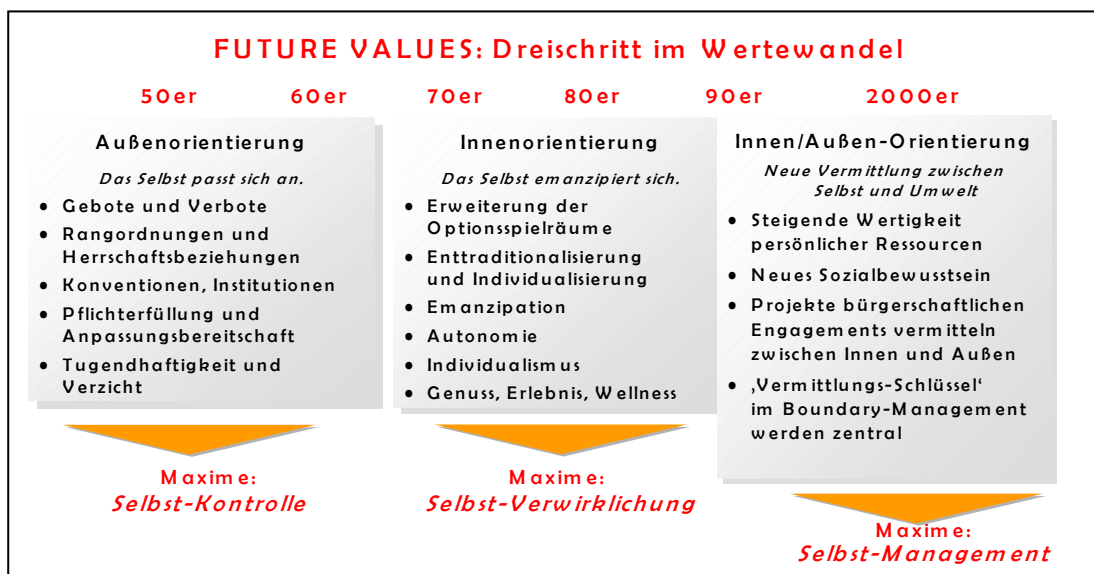 FUTURE VALUES: Dreischritt im Wertewandel
50er 60er 70er 80er 90er 2000er
Außenorientierung
Das Selbst passt sich an.
• Gebote und Verbote
• Rangordnungen und
Herrschaftsbeziehungen
• Konventionen, Institutionen
• Pflichterfüllung und
Anpassungsbereitschaft
• Tugendhaftigkeit und
Verzicht
Maxime:
Selbst-Kontrolle
Innenorientierung
Das Selbst emanzipiert sich.
• Erweiterung der
Optionsspielräume
• Enttraditionalisierung
und Individualisierung
• Emanzipation
• Autonomie
• Individualismus
• Genuss, Erlebnis, Wellness
Maxime:
Selbst-Verwirklichung
Innen/Außen-Orientierung
Neue Vermittlung zwischen
Selbst und Umwelt
• Steigende Wertigkeit
persönlicher Ressourcen
• Neues Sozialbewusstsein
• Projekte bürgerschaftlichen
Engagements vermitteln
zwischen Innen und Außen
• ‚Vermittlungs-Schlüssel‘
im Boundary-Management
werden zentral
Maxime:
Selbst-Management